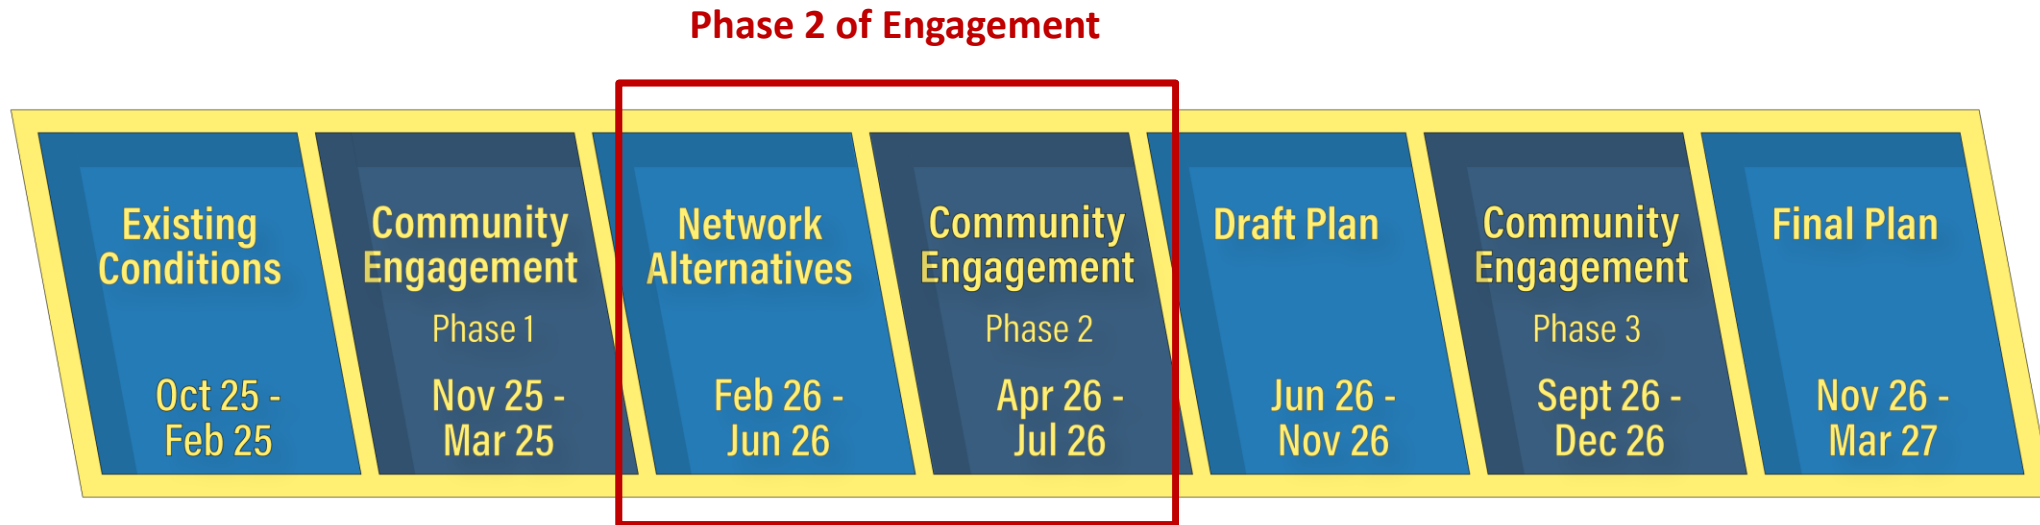 Phase 2 of Engagement
Existing
Conditions
Oct 25 -
Feb 25
Community
Engagement
Phase 1
Nov 25 -
Mar 25
Network
Alternatives
Feb 26 -
Jun 26
Community
Engagement
Phase 2
Apr 26 -
Jul 26
Draft Plan
Jun 26 -
Nov 26
Community
Engagement
Phase 3
Sept 26 -
Dec 26
Final Plan
Nov 26 -
Mar 27